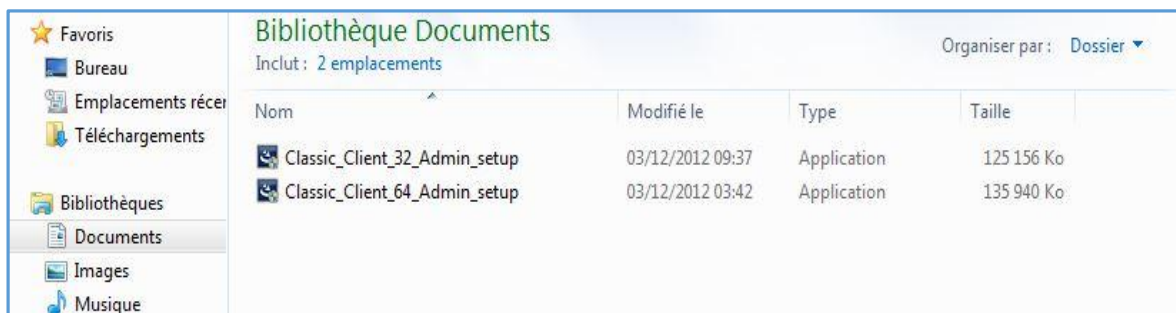 Favoris
Bureau
Emplacements récer
Téléchargements
Bibliothèques
Documents
Images
Musique
Bibliothèque Documents
Inclut : 2 emplacements
Organiser par : Dossier
Nom Modifié le Type Taille
Classic_Client_32_Admin_setup 03/12/2012 09:37 Application 125 156 Ko
Classic_Client_64_Admin_setup 03/12/2012 03:42 Application 135 940 Ko